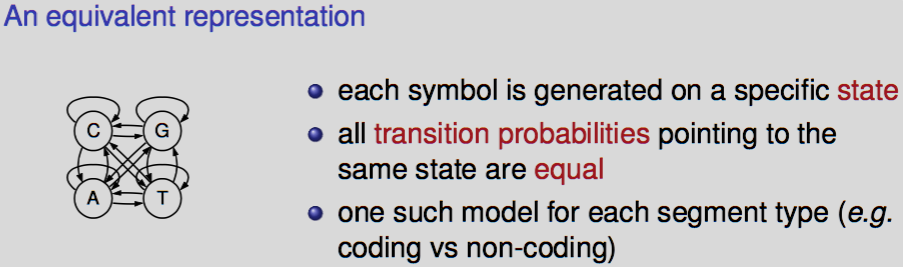 An equivalent representation
C G
A T
each symbol is generated on a specific state
all transition probabilities pointing to the
same state are equal
one such model for each segment type (e.g.
coding vs non-coding)